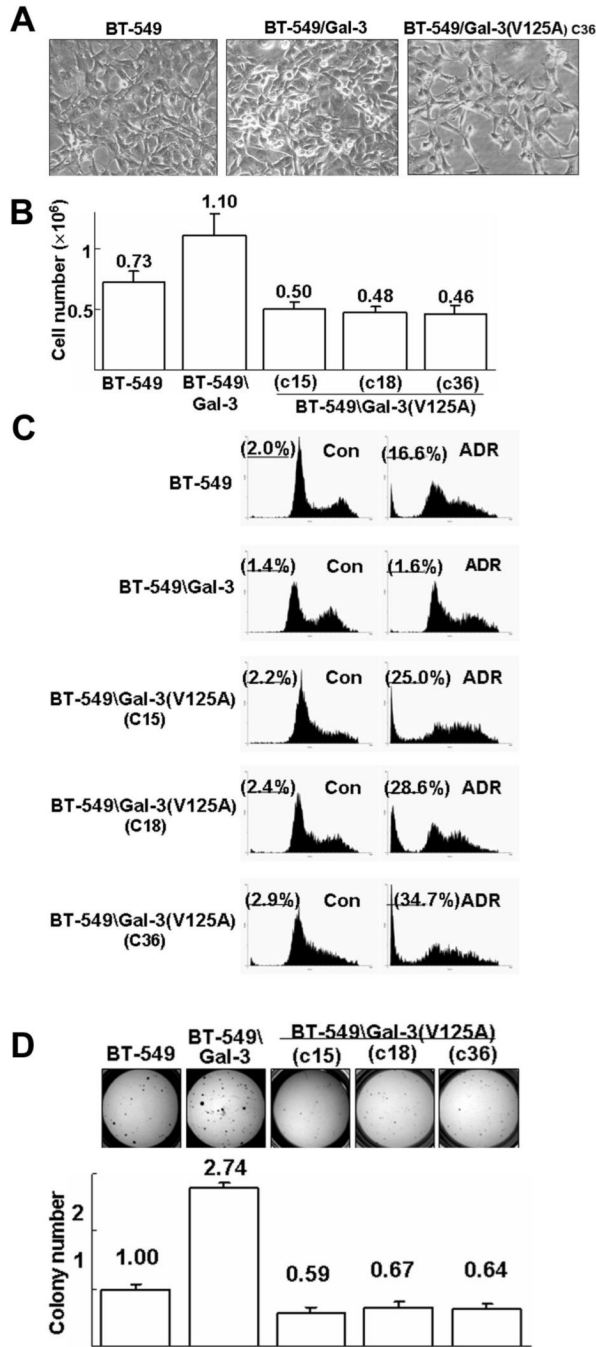 A
BT-549 BT-549/Gal-3 BT-549/Gal-3(V125A) C36
B
Cell number (×10⁶)
1
0.5
0.73 1.10 0.50 0.48 0.46
BT-549 BT-549\ (c15) (c18) (c36)
Gal-3 BT-549\Gal-3(V125A)
C
BT-549 (2.0%) Con (16.6%) ADR
BT-549\Gal-3 (1.4%) Con (1.6%) ADR
BT-549\Gal-3(V125A) (2.2%) Con (25.0%) ADR
(C15)
BT-549\Gal-3(V125A) (2.4%) Con (28.6%) ADR
(C18)
BT-549\Gal-3(V125A) (2.9%) Con (34.7%) ADR
(C36)
D
BT-549 BT-549\ BT-549\Gal-3(V125A)
Gal-3 (c15) (c18) (c36)
Colony number
2
1
1.00 2.74 0.59 0.67 0.64